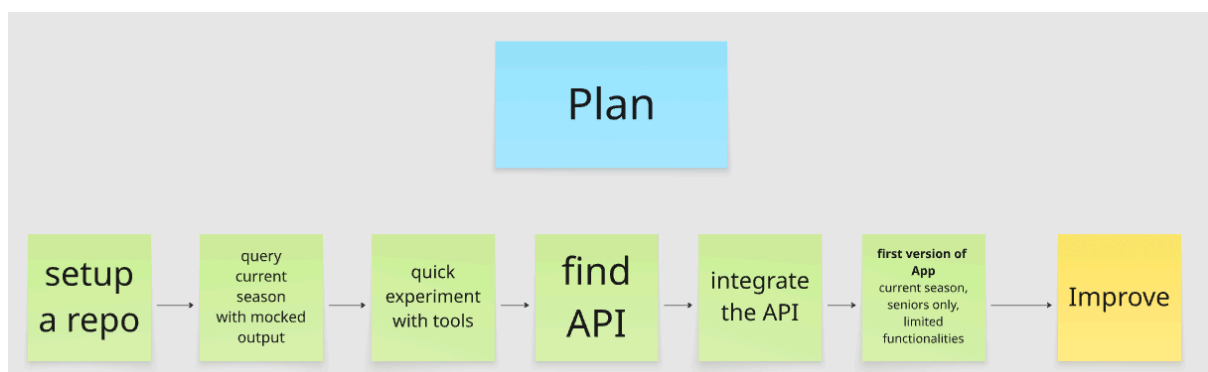 Plan
setup
a repo
query
current
season
with mocked
output
quick
experiment
with tools
find
API
integrate
the API
first version of
App
current season,
seniors only,
limited
functionalities
Improve